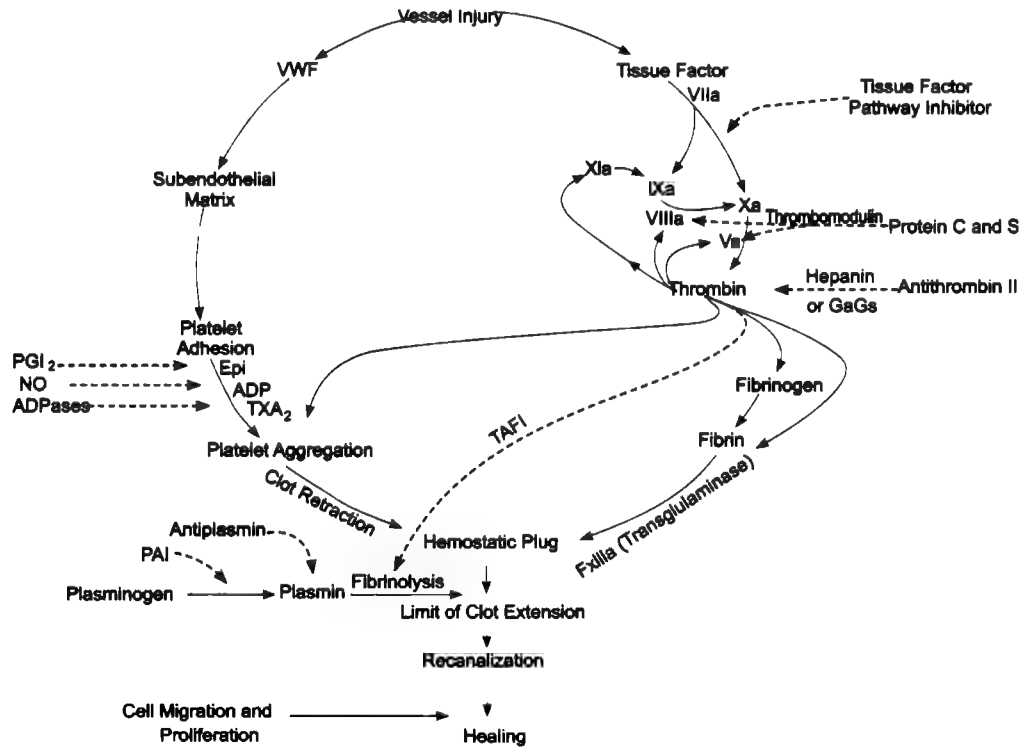 Vessel Injury
VWF
Tissue Factor
VIIa
Tissue Factor
Pathway Inhibitor
Subendothelial
Matrix
XIa
IXa
Xa
VIIIa
Thrombomodulin
Protein C and S
Va
Thrombin
Hepanin
or GaGs
Antithrombin II
Platelet
Adhesion
PGI2
NO
ADPases
Epi
ADP
TXA2
Fibrinogen
Fibrin
Platelet Aggregation
TAFI
Clot Retraction
FxIIIa (Transglulaminase)
Hemostatic Plug
Antiplasmin
PAI
Plasminogen
Plasmin
Fibrinolysis
Limit of Clot Extension
Recanalization
Cell Migration and
Proliferation
Healing